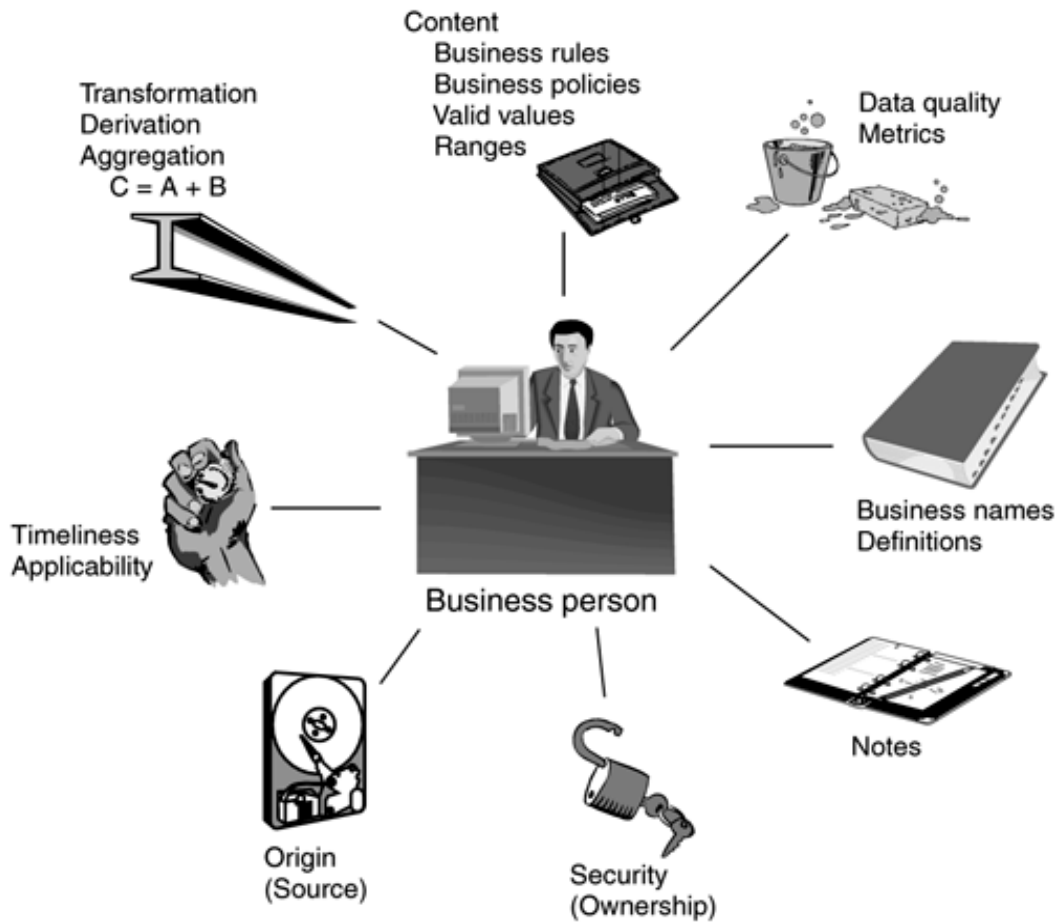 Content
Business rules
Business policies
Valid values
Ranges
Transformation
Derivation
Aggregation
C = A + B
Data quality
Metrics
Business names
Definitions
Timeliness
Applicability
Business person
Notes
Origin
(Source)
Security
(Ownership)